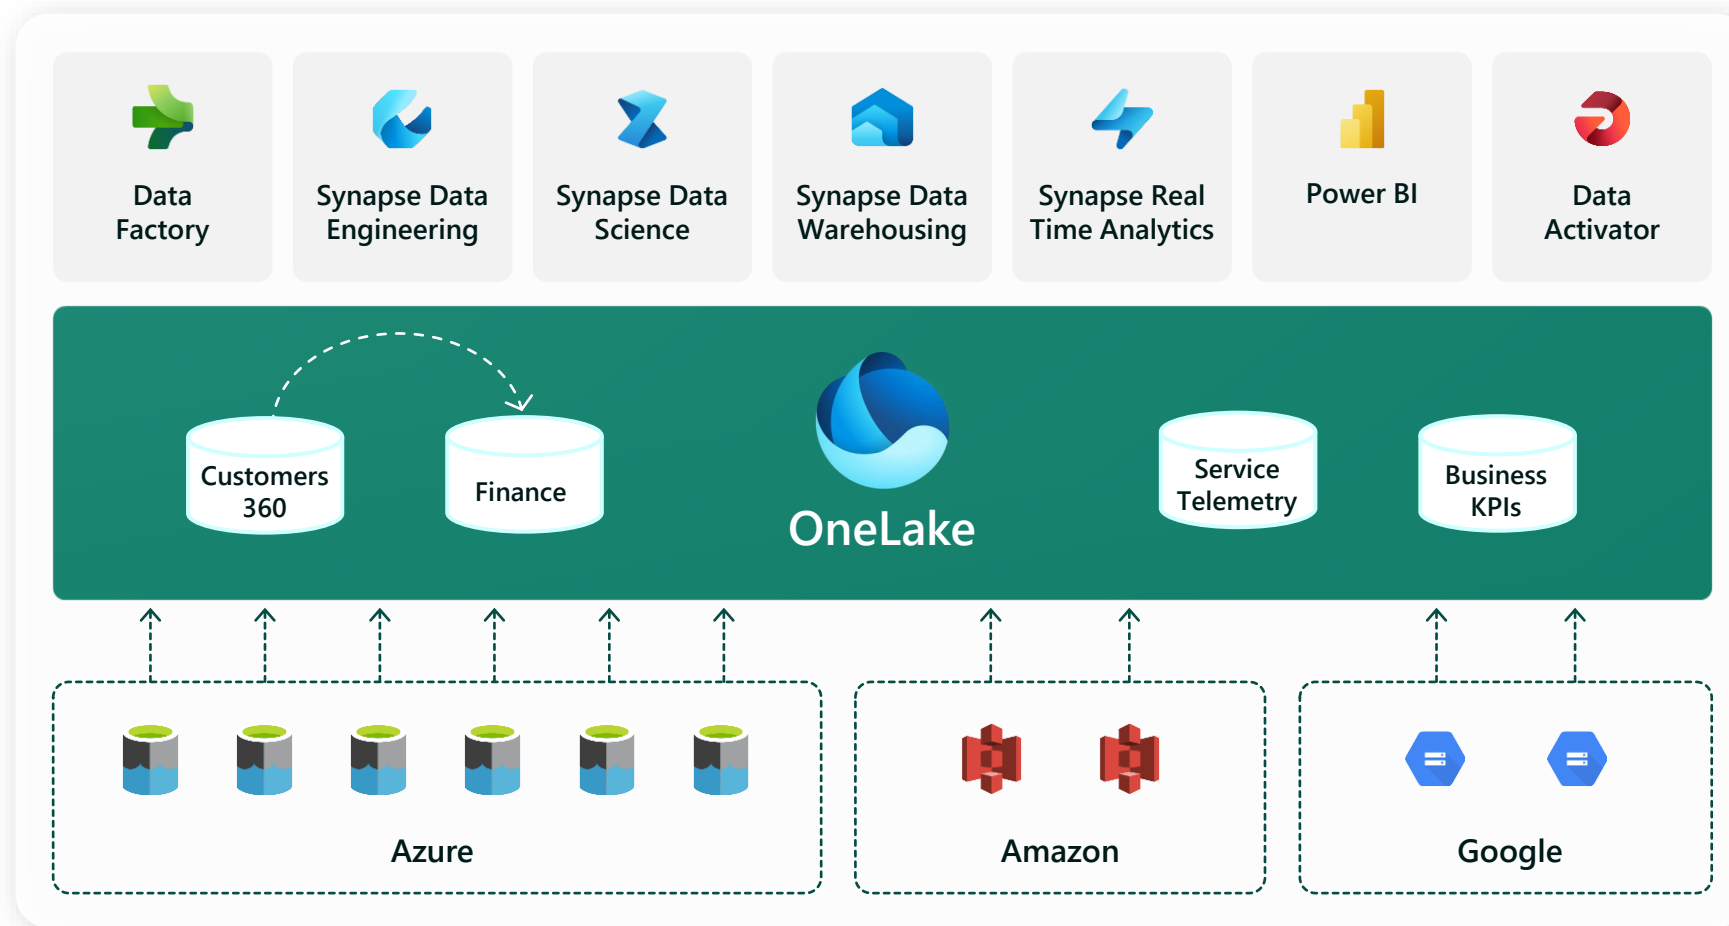 Data
Factory
Synapse Data
Engineering
Synapse Data
Science
Synapse Data
Warehousing
Synapse Real
Time Analytics
Power BI
Data
Activator
Customers
360
Finance
OneLake
Service
Telemetry
Business
KPIs
Azure
Amazon
Google